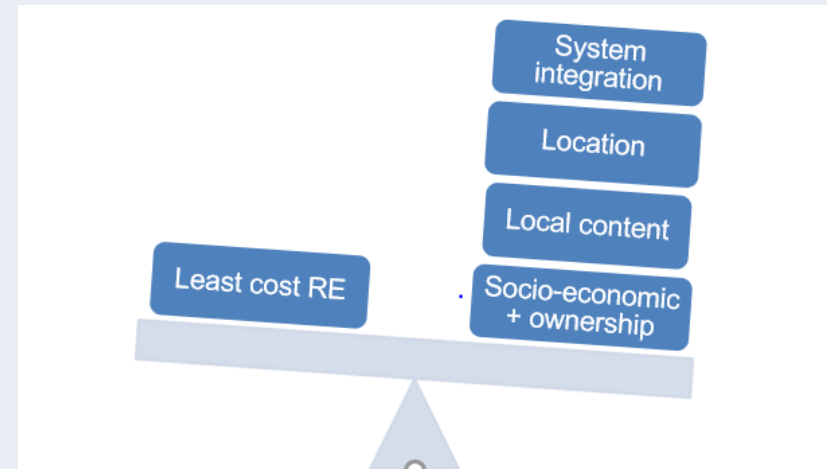 System
integration
Location
Local content
Least cost RE
Socio-economic
+ ownership